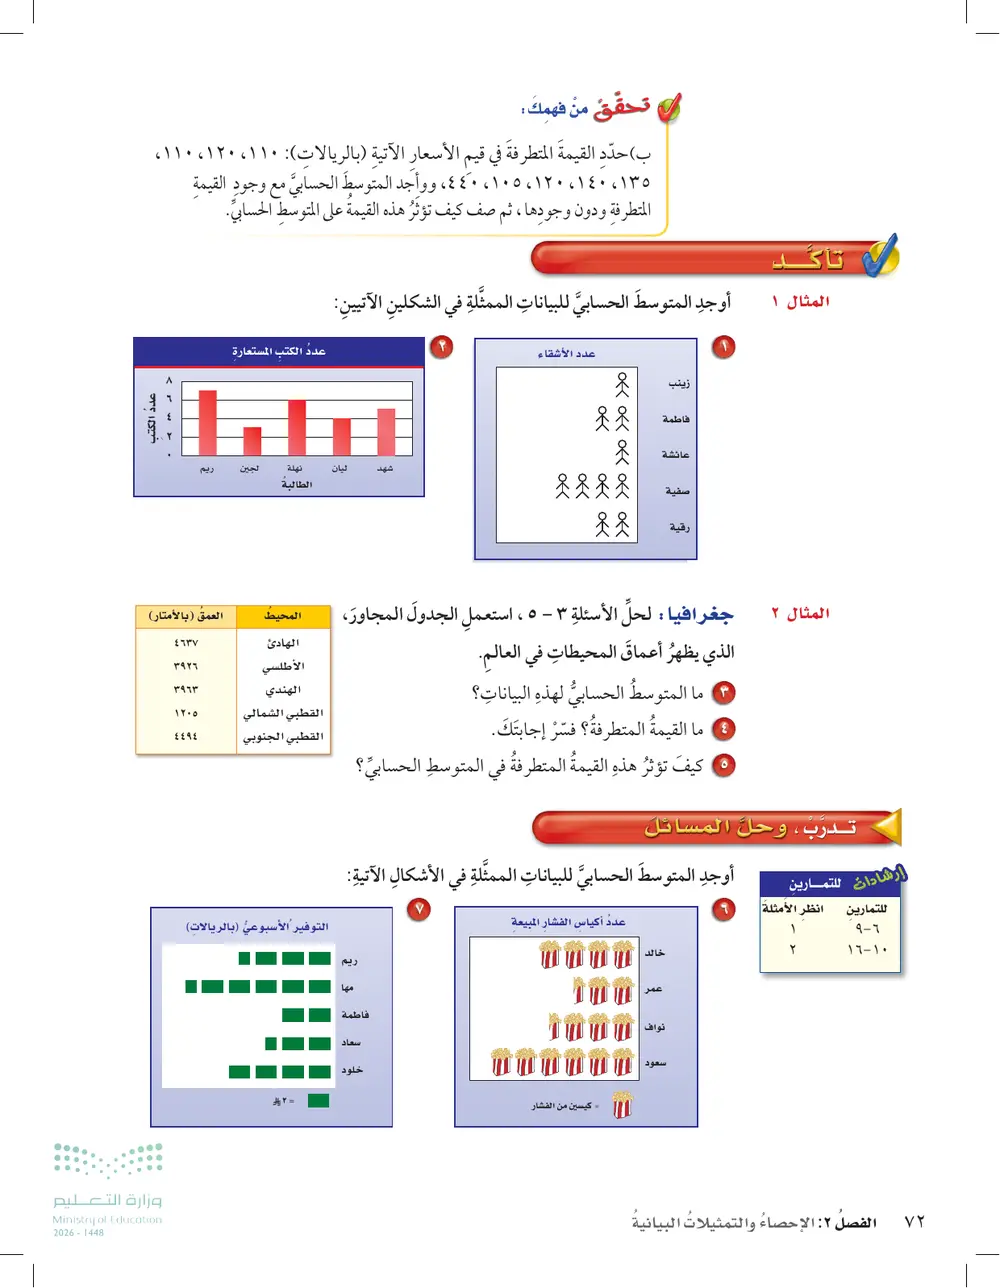 تحقّقْ منْ فهمِكَ:
ب) حدّدِ القيمةَ المتطرفةَ في قيمِ الأسعارِ الآتيةِ (بالريالاتِ): ١١٠، ١٢٠، ١١٠،
١٣٥، ١٤٠، ١٢٠، ١٠٥، ٤٤٠، ووأجد المتوسطَ الحسابيَّ مع وجودِ القيمةِ
المتطرفةِ ودون وجودِها، ثم صف كيف تؤثّرُ هذه القيمةُ على المتوسطِ الحسابيِّ.
تأكَّـــد
المثال ١
أوجدِ المتوسطَ الحسابيَّ للبياناتِ الممثَّلةِ في الشكلينِ الآتيينِ:
١
عدد الأشقاء
زينب
فاطمة
عائشة
صفية
رقية
٢
عددُ الكتبِ المستعارةِ
عددُ الكتبِ
٨
٦
٤
٢
٠
شهد
ليان
نهلة
لجين
ريم
الطالبةُ
المثال ٢
جغرافيا: لحلِّ الأسئلةِ ٣ – ٥، استعملِ الجدولَ المجاورَ،
الذي يظهرُ أعماقَ المحيطاتِ في العالمِ.
٣ ما المتوسطُ الحسابيُّ لهذهِ البياناتِ؟
٤ ما القيمةُ المتطرفةُ؟ فسّرْ إجابتَكَ.
٥ كيفَ تؤثرُ هذهِ القيمةُ المتطرفةُ في المتوسطِ الحسابيِّ؟
المحيطُ العمقُ (بالأمتار)
الهادئ ٤٦٣٧
الأطلسي ٣٩٢٦
الهندي ٣٩٦٣
القطبي الشمالي ١٢٠٥
القطبي الجنوبي ٤٤٩٤
تـدرَّبْ، وحلَّ المسائلَ
إرشادات للتمـــارينِ
للتمارينِ انظرِ الأمثلةَ
٦–٩ ١
١٠–١٦ ٢
أوجدِ المتوسطَ الحسابيَّ للبياناتِ الممثَّلةِ في الأشكالِ الآتيةِ:
٦
عددُ أكياسِ الفشارِ المبيعةِ
خالد
عمر
نواف
سعود
= كيسين من الفشار
٧
التوفيرُ الأسبوعيُّ (بالريالاتِ)
ريم
مها
فاطمة
سعاد
خلود
= ٢ ⃁
وزارة التعـــليم
Ministry of Education
2026 - 1448
٧٢ الفصلُ ٢: الإحصاءُ والتمثيلاتُ البيانيةُ